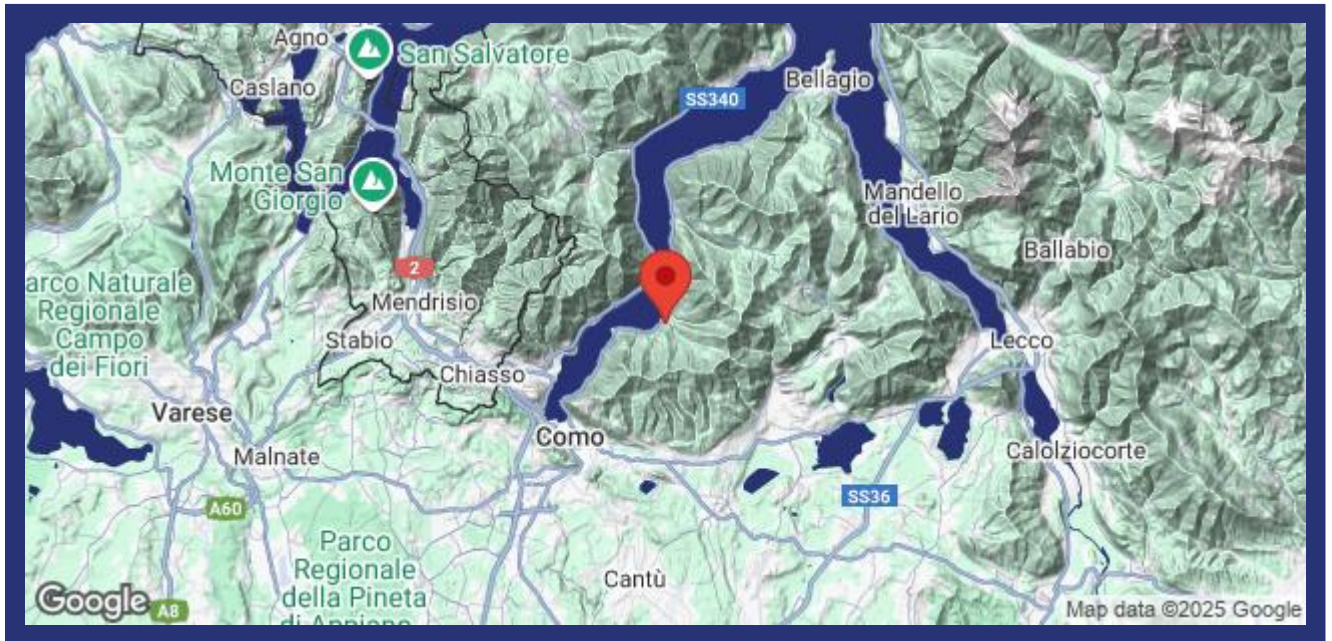 Agno
San Salvatore
Caslano
Bellagio
SS340
Monte San
Giorgio
Mandello
del Lario
Ballabio
2
arco Naturale
Regionale
Campo
dei Fiori
Mendrisio
Stabio
Lecco
Chiasso
Varese
Como
Malnate
Calolziocorte
SS36
A60
Parco
Regionale
della Pineta
di Appiano
Cantù
Google
A8
Map data ©2025 Google